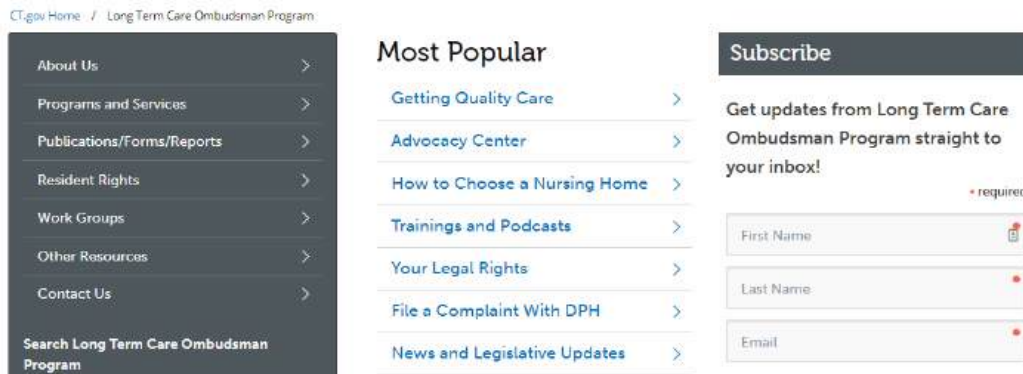 CT.gov Home / Long Term Care Ombudsman Program
About Us
Programs and Services
Publications/Forms/Reports
Resident Rights
Work Groups
Other Resources
Contact Us
Search Long Term Care Ombudsman
Program
Most Popular
Getting Quality Care
Advocacy Center
How to Choose a Nursing Home
Trainings and Podcasts
Your Legal Rights
File a Complaint With DPH
News and Legislative Updates
Subscribe
Get updates from Long Term Care
Ombudsman Program straight to
your inbox!
• required
First Name
Last Name
Email